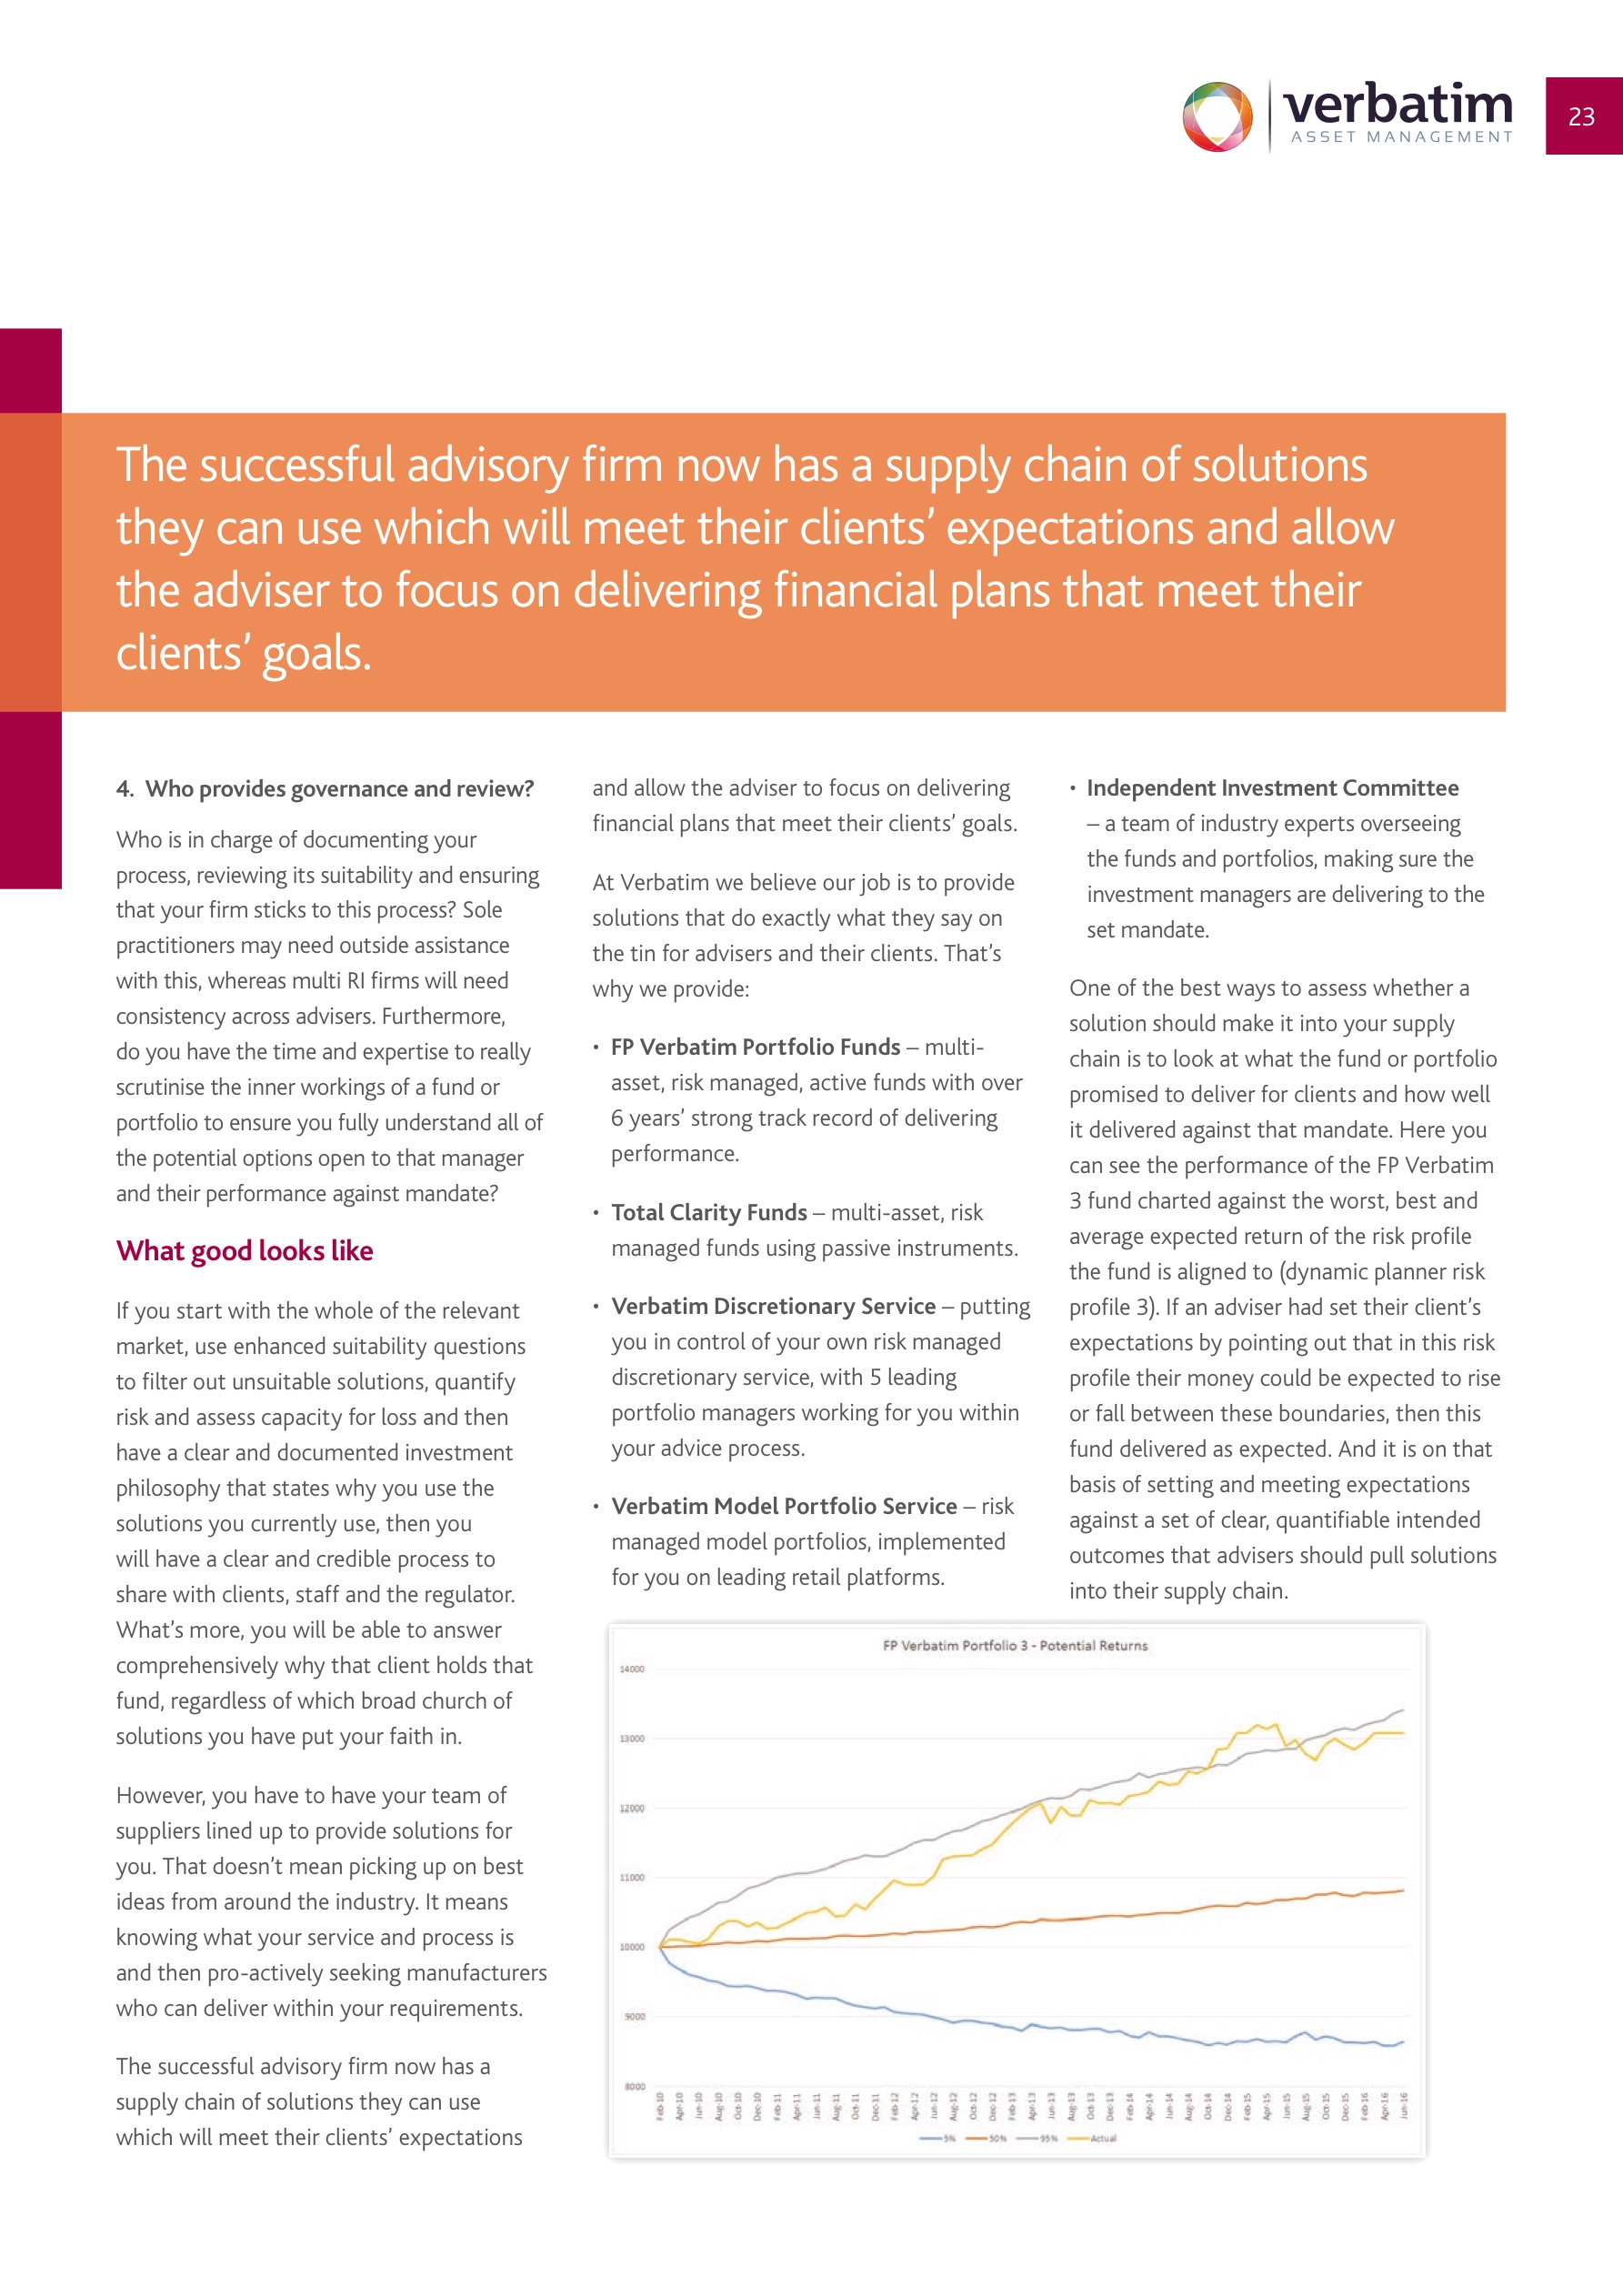 verbatim
ASSET MANAGEMENT
23
The successful advisory firm now has a supply chain of solutions
they can use which will meet their clients’ expectations and allow
the adviser to focus on delivering financial plans that meet their
clients’ goals.
4. Who provides governance and review?
Who is in charge of documenting your
process, reviewing its suitability and ensuring
that your firm sticks to this process? Sole
practitioners may need outside assistance
with this, whereas multi RI firms will need
consistency across advisers. Furthermore,
do you have the time and expertise to really
scrutinise the inner workings of a fund or
portfolio to ensure you fully understand all of
the potential options open to that manager
and their performance against mandate?
What good looks like
If you start with the whole of the relevant
market, use enhanced suitability questions
to filter out unsuitable solutions, quantify
risk and assess capacity for loss and then
have a clear and documented investment
philosophy that states why you use the
solutions you currently use, then you
will have a clear and credible process to
share with clients, staff and the regulator.
What’s more, you will be able to answer
comprehensively why that client holds that
fund, regardless of which broad church of
solutions you have put your faith in.
However, you have to have your team of
suppliers lined up to provide solutions for
you. That doesn’t mean picking up on best
ideas from around the industry. It means
knowing what your service and process is
and then pro-actively seeking manufacturers
who can deliver within your requirements.
The successful advisory firm now has a
supply chain of solutions they can use
which will meet their clients’ expectations
and allow the adviser to focus on delivering
financial plans that meet their clients’ goals.
At Verbatim we believe our job is to provide
solutions that do exactly what they say on
the tin for advisers and their clients. That’s
why we provide:
• FP Verbatim Portfolio Funds – multi-
asset, risk managed, active funds with over
6 years’ strong track record of delivering
performance.
• Total Clarity Funds – multi-asset, risk
managed funds using passive instruments.
• Verbatim Discretionary Service – putting
you in control of your own risk managed
discretionary service, with 5 leading
portfolio managers working for you within
your advice process.
• Verbatim Model Portfolio Service – risk
managed model portfolios, implemented
for you on leading retail platforms.
• Independent Investment Committee
– a team of industry experts overseeing
the funds and portfolios, making sure the
investment managers are delivering to the
set mandate.
One of the best ways to assess whether a
solution should make it into your supply
chain is to look at what the fund or portfolio
promised to deliver for clients and how well
it delivered against that mandate. Here you
can see the performance of the FP Verbatim
3 fund charted against the worst, best and
average expected return of the risk profile
the fund is aligned to (dynamic planner risk
profile 3). If an adviser had set their client’s
expectations by pointing out that in this risk
profile their money could be expected to rise
or fall between these boundaries, then this
fund delivered as expected. And it is on that
basis of setting and meeting expectations
against a set of clear, quantifiable intended
outcomes that advisers should pull solutions
into their supply chain.
FP Verbatim Portfolio 3 - Potential Returns
14000
13000
12000
11000
10000
9000
8000
Feb-10
Apr-10
Jun-10
Aug-10
Oct-10
Dec-10
Feb-11
Apr-11
Jun-11
Aug-11
Oct-11
Dec-11
Feb-12
Apr-12
Jun-12
Aug-12
Oct-12
Dec-12
Feb-13
Apr-13
Jun-13
Aug-13
Oct-13
Dec-13
Feb-14
Apr-14
Jun-14
Aug-14
Oct-14
Dec-14
Feb-15
Apr-15
Jun-15
Aug-15
Oct-15
Dec-15
Feb-16
Apr-16
Jun-16
5% 50% 95% Actual